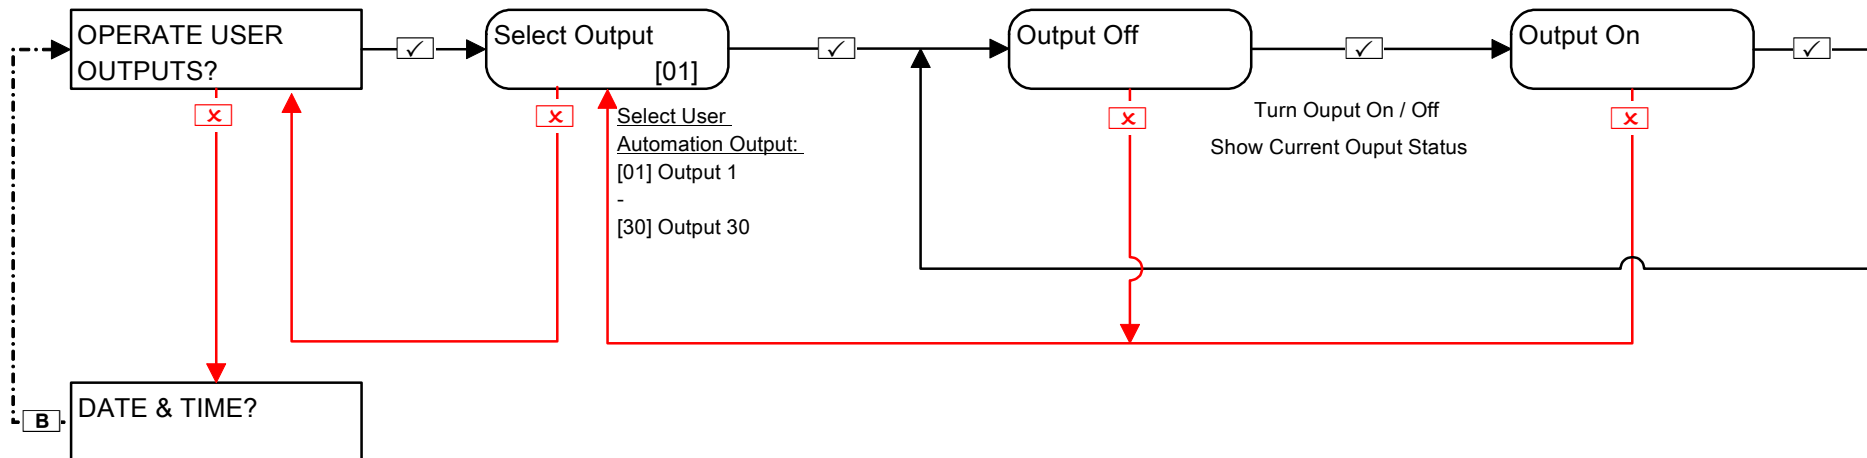 OPERATE USER
OUTPUTS?
Select Output
[01]
Output Off
Output On
Select User
Automation Output:
[01] Output 1
-
[30] Output 30
Turn Ouput On / Off
Show Current Ouput Status
DATE & TIME?
B